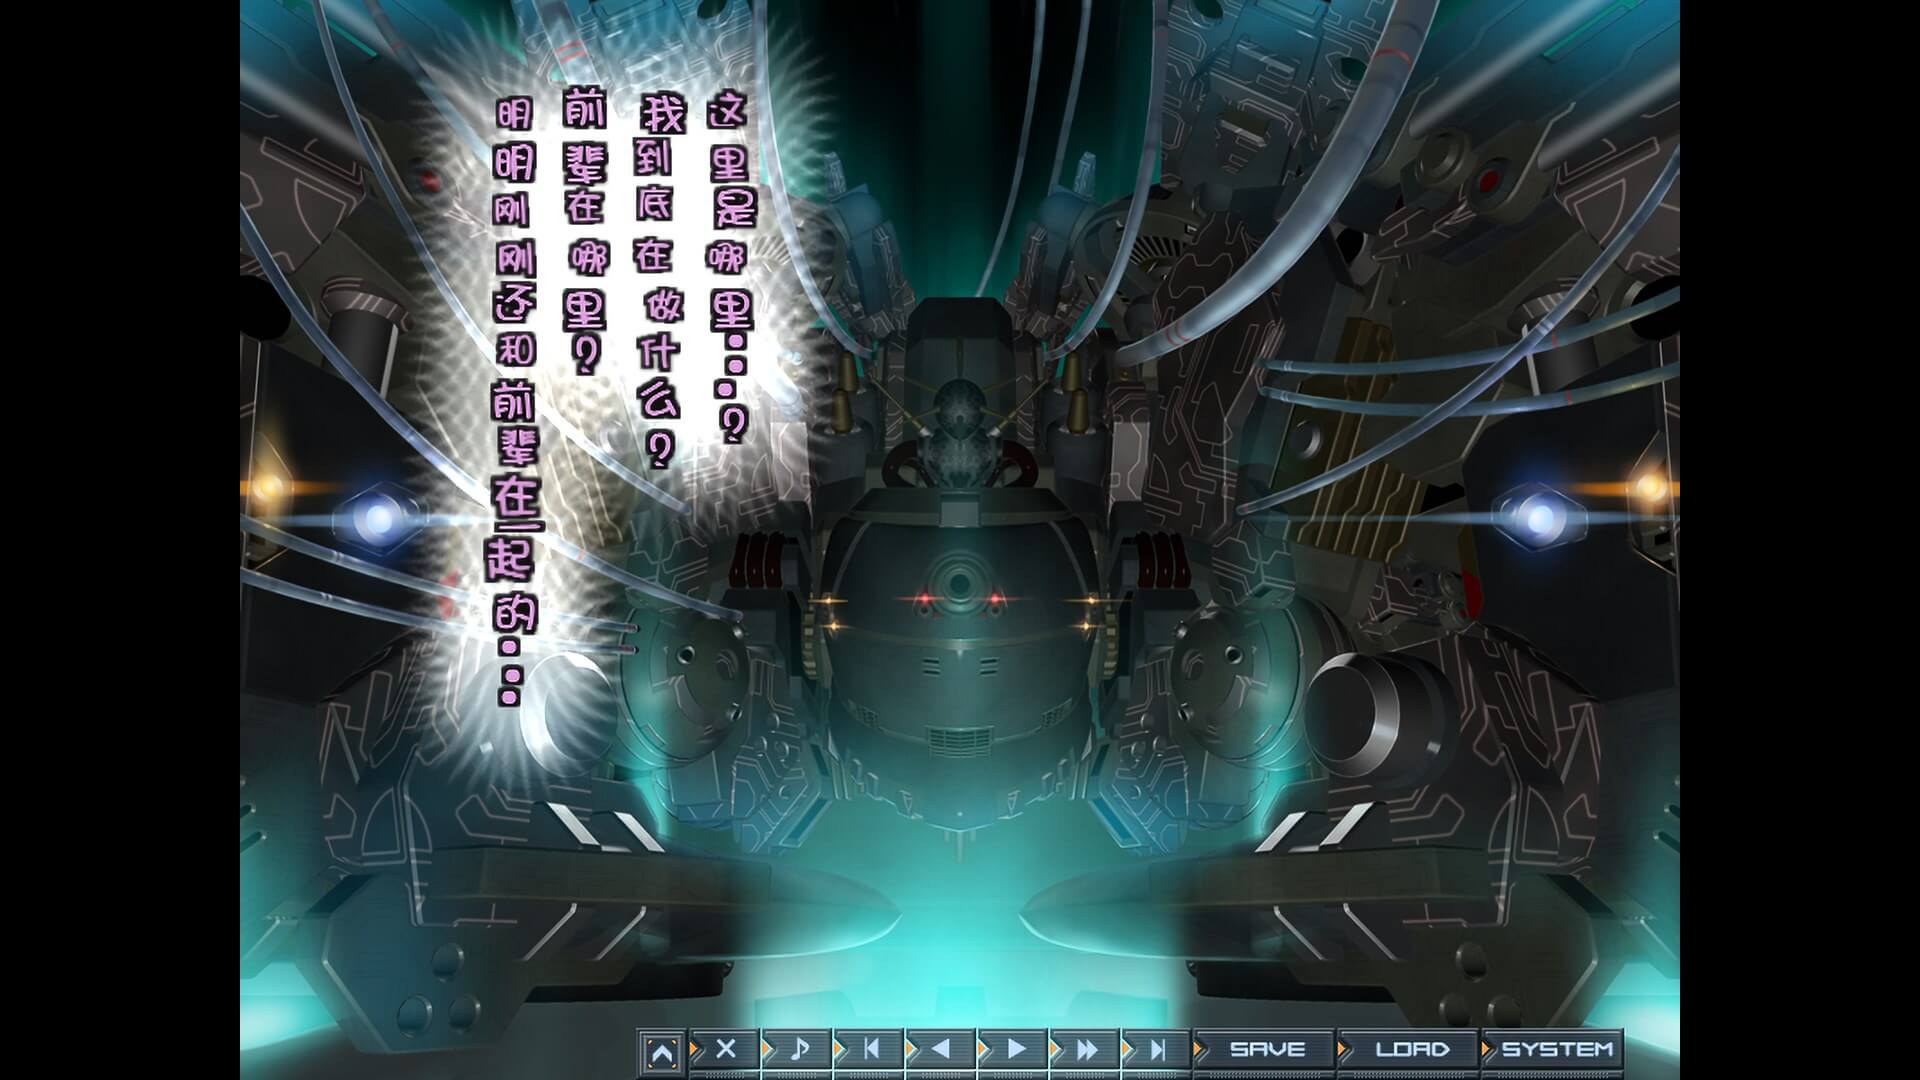 这里是哪里……？
我到底在做什么？
前辈在哪里？
明明刚刚还和前辈在一起的……
SAVE
LOAD
SYSTEM